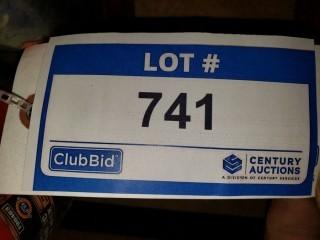 LOT #
741
ClubBid
CENTURY
AUCTIONS
A DIVISION OF CENTURY SERVICES